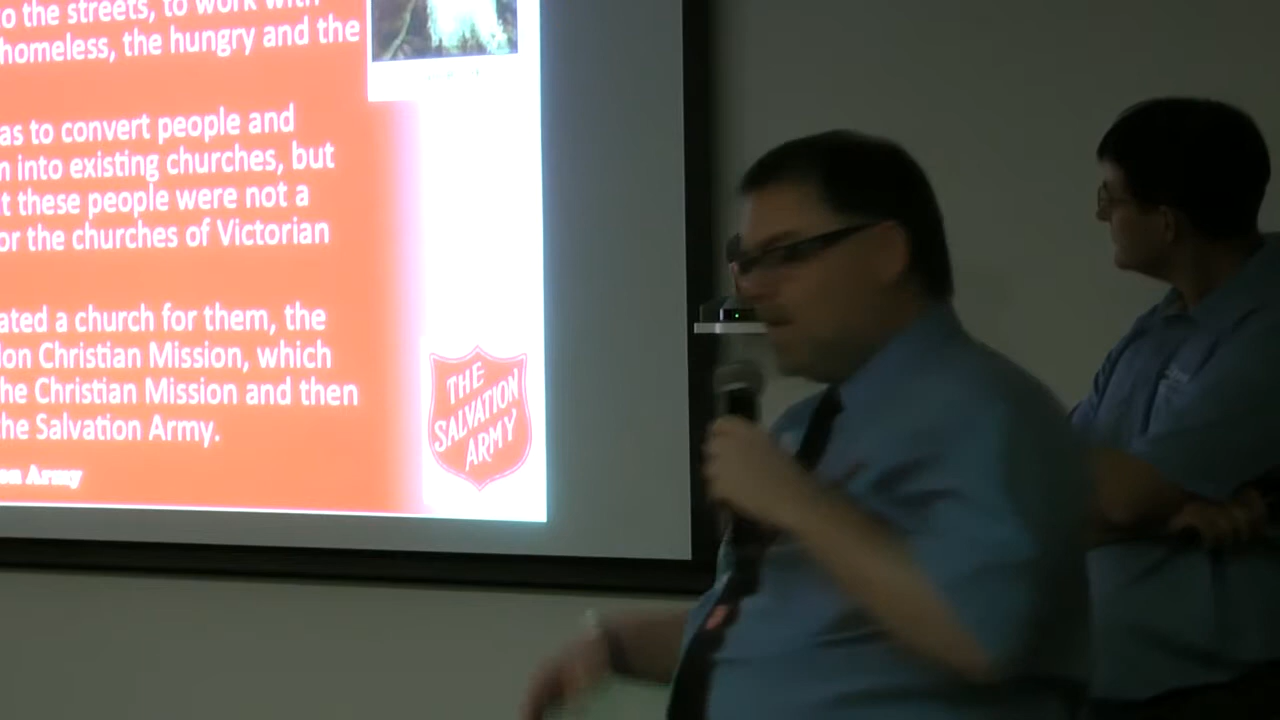 the streets, to work with
homeless, the hungry and the
as to convert people and
into existing churches, but
these people were not a
the churches of Victorian
ated a church for them, the
Christian Mission, which
he Christian Mission and then
he Salvation Army.
on Army
THE
SALVATION
ARMY